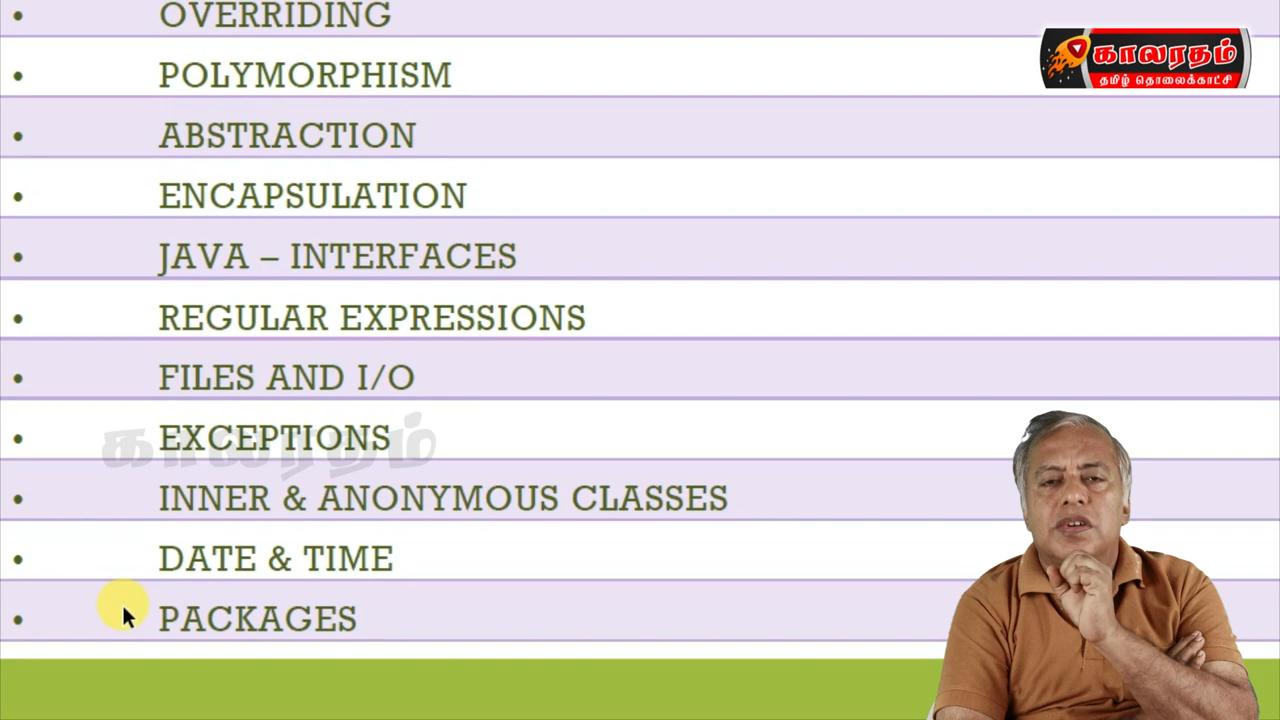 • OVERRIDING
காலரதம்
தமிழ் தொலைக்காட்சி
• POLYMORPHISM
• ABSTRACTION
• ENCAPSULATION
• JAVA – INTERFACES
• REGULAR EXPRESSIONS
• FILES AND I/O
காலரதம்
• EXCEPTIONS
• INNER & ANONYMOUS CLASSES
• DATE & TIME
• PACKAGES